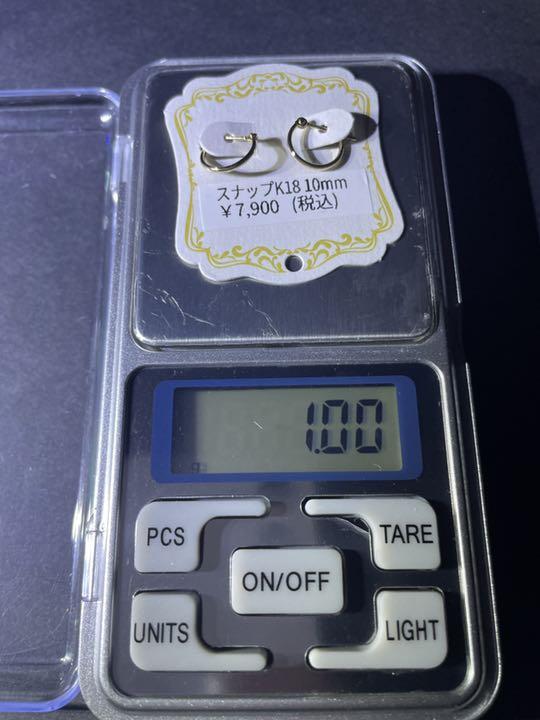 スナップK18 10mm
¥7,900 (税込)
1.00
PCS
TARE
ON/OFF
UNITS
LIGHT